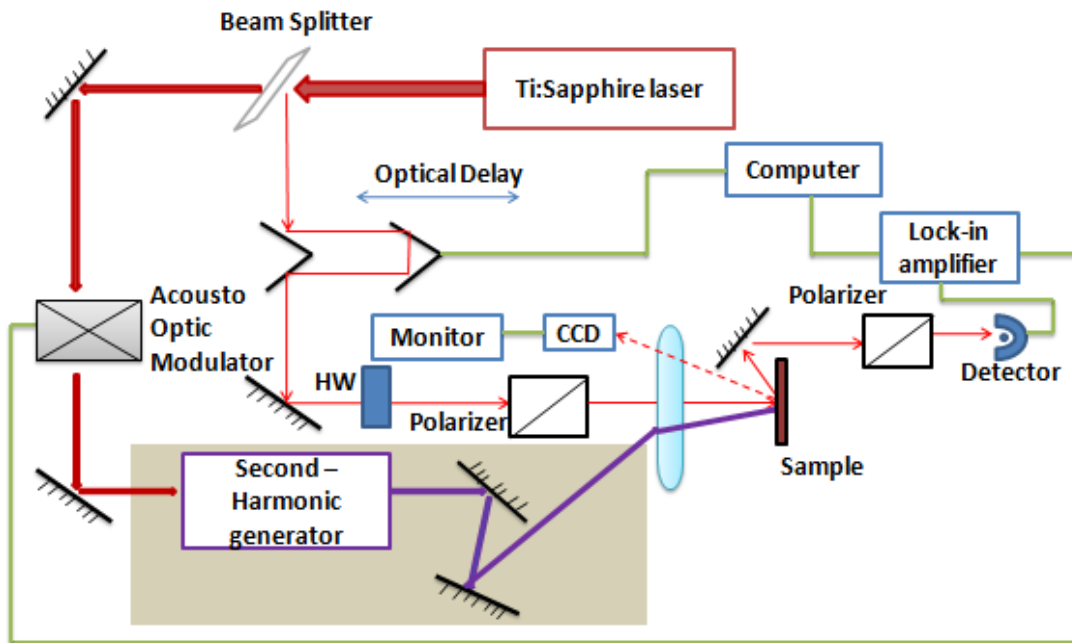 Beam Splitter
Ti:Sapphire laser
Optical Delay
Computer
Lock-in
amplifier
Acousto
Optic
Modulator
Monitor
CCD
Polarizer
Detector
HW
Polarizer
Sample
Second –
Harmonic
generator